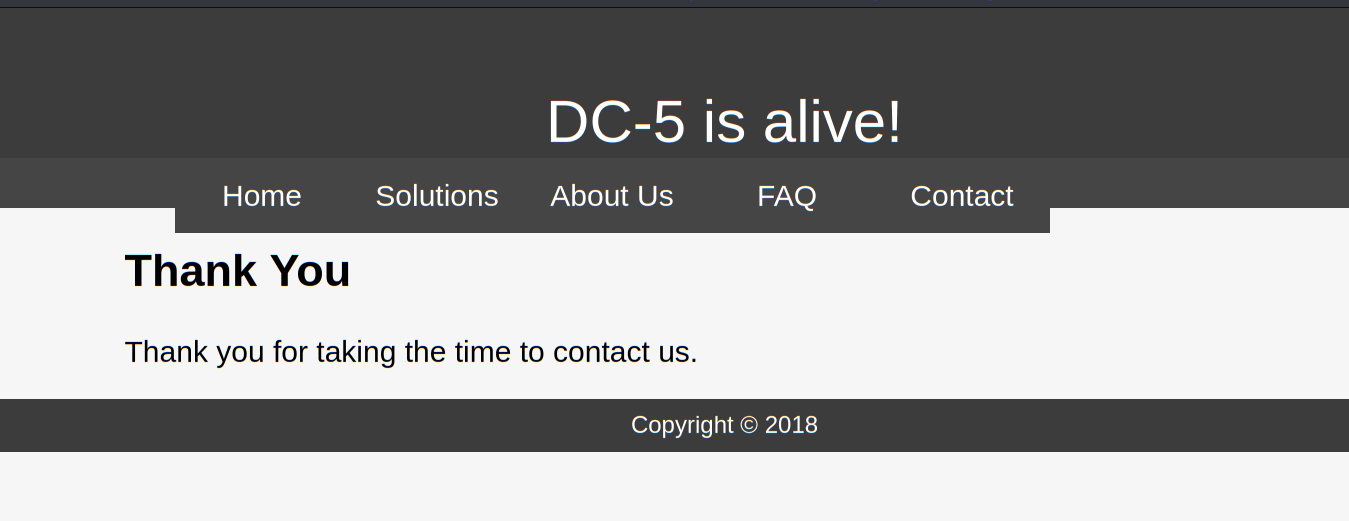 DC-5 is alive!
Home Solutions About Us FAQ Contact
Thank You
Thank you for taking the time to contact us.
Copyright © 2018